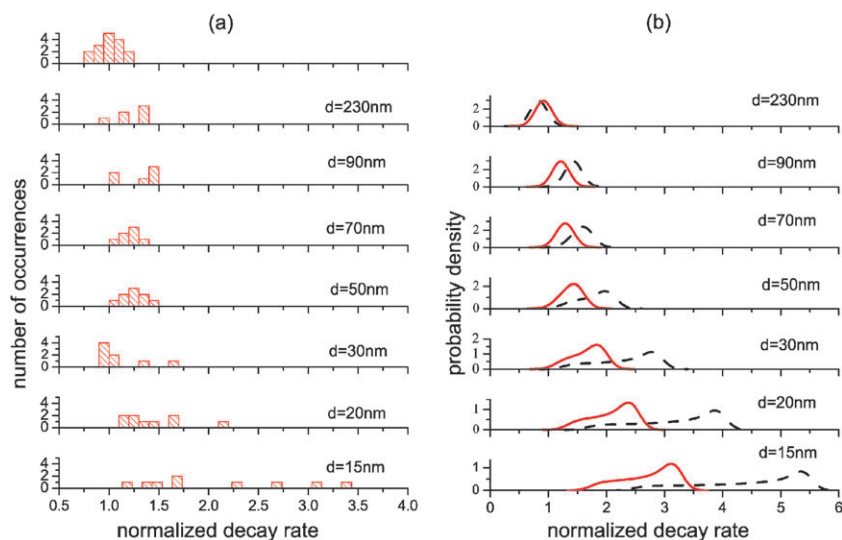 (a)
number of occurrences
4
2
0
4
2
0
d=230nm
4
2
0
d=90nm
4
2
0
d=70nm
4
2
0
d=50nm
4
2
0
d=30nm
4
2
0
d=20nm
4
2
0
d=15nm
0.5 1.0 1.5 2.0 2.5 3.0 3.5 4.0
normalized decay rate
(b)
probability density
2
0
d=230nm
2
0
d=90nm
2
0
d=70nm
2
0
d=50nm
2
1
0
d=30nm
1
0
d=20nm
1
0
d=15nm
0 1 2 3 4 5 6
normalized decay rate